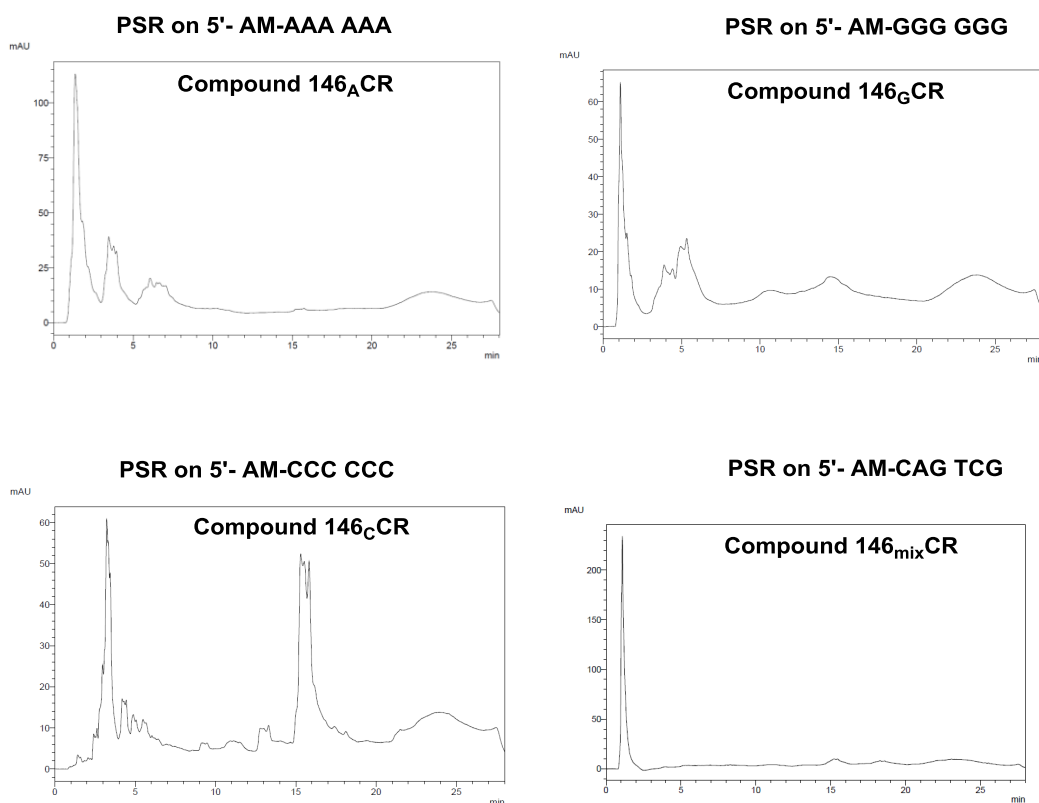 PSR on 5'- AM-AAA AAA
mAU
Compound 146ACR
100
75
50
25
0
0 5 10 15 20 25
min
PSR on 5'- AM-GGG GGG
mAU
Compound 146GCR
60
50
40
30
20
10
0
0 5 10 15 20 25
min
PSR on 5'- AM-CCC CCC
mAU
Compound 146CCR
60
50
40
30
20
10
0
0 5 10 15 20 25
min
PSR on 5'- AM-CAG TCG
mAU
Compound 146mixCR
200
150
100
50
0
0 5 10 15 20 25
min